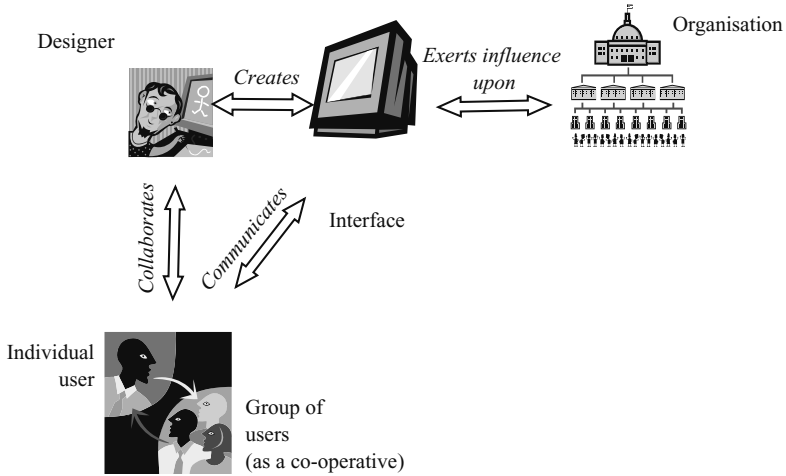 Designer
Creates
Exerts influence
upon
Organisation
Collaborates
Communicates
Interface
Individual
user
Group of
users
(as a co-operative)